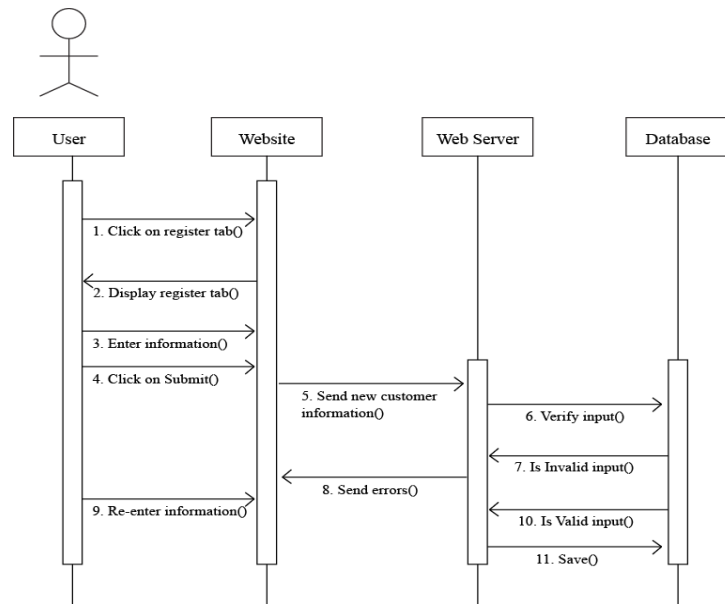 User
Website
Web Server
Database
1. Click on register tab()
2. Display register tab()
3. Enter information()
4. Click on Submit()
5. Send new customer
information()
6. Verify input()
7. Is Invalid input()
8. Send errors()
9. Re-enter information()
10. Is Valid input()
11. Save()